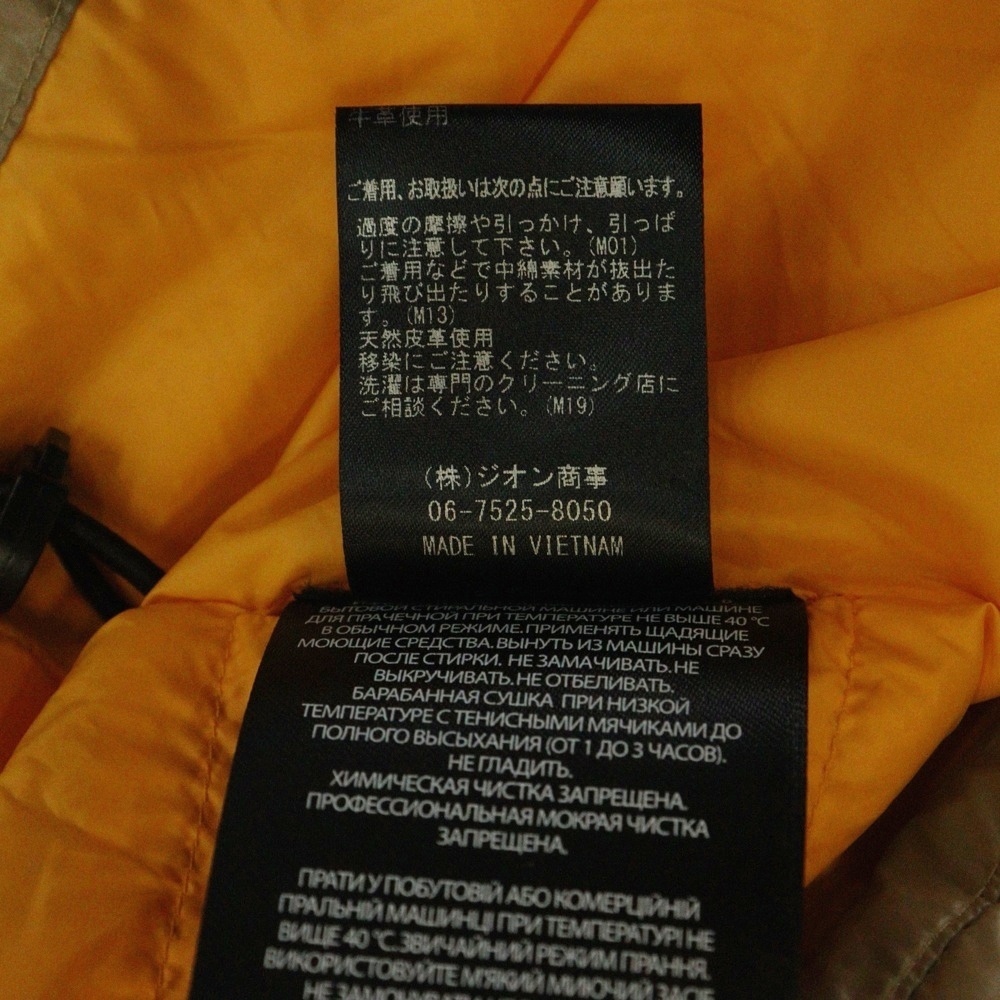 牛革使用
ご着用、お取扱いは次の点にご注意願います。
過度の摩擦や引っかけ、引っぱ
りに注意して下さい。(M01)
ご着用などで中綿素材が抜出た
り飛び出たりすることがありま
す。(M13)
天然皮革使用
移染にご注意ください。
洗濯は専門のクリーニング店に
ご相談ください。(M19)
(株)ジオン商事
06-7525-8050
MADE IN VIETNAM
БЫТОВОЙ СТИРАЛЬНОЙ МАШИНЕ ИЛИ МАШИНЕ
ДЛЯ ПРАЧЕЧНОЙ ПРИ ТЕМПЕРАТУРЕ НЕ ВЫШЕ 40 °C
В ОБЫЧНОМ РЕЖИМЕ. ПРИМЕНЯТЬ ЩАДЯЩИЕ
МОЮЩИЕ СРЕДСТВА. ВЫНУТЬ ИЗ МАШИНЫ СРАЗУ
ПОСЛЕ СТИРКИ. НЕ ЗАМАЧИВАТЬ. НЕ
ВЫКРУЧИВАТЬ. НЕ ОТБЕЛИВАТЬ.
БАРАБАННАЯ СУШКА ПРИ НИЗКОЙ
ТЕМПЕРАТУРЕ С ТЕНИСНЫМИ МЯЧИКАМИ ДО
ПОЛНОГО ВЫСЫХАНИЯ (ОТ 1 ДО 3 ЧАСОВ).
НЕ ГЛАДИТЬ.
ХИМИЧЕСКАЯ ЧИСТКА ЗАПРЕЩЕНА.
ПРОФЕССИОНАЛЬНАЯ МОКРАЯ ЧИСТКА
ЗАПРЕЩЕНА.
ПРАТИ У ПОБУТОВІЙ АБО КОМЕРЦІЙНІЙ
ПРАЛЬНІЙ МАШИНЦІ ПРИ ТЕМПЕРАТУРІ НЕ
ВИЩЕ 40 °C. ЗВИЧАЙНИЙ РЕЖИМ ПРАННЯ.
ВИКОРИСТОВУЙТЕ М'ЯКИЙ МИЮЧИЙ ЗАСІБ